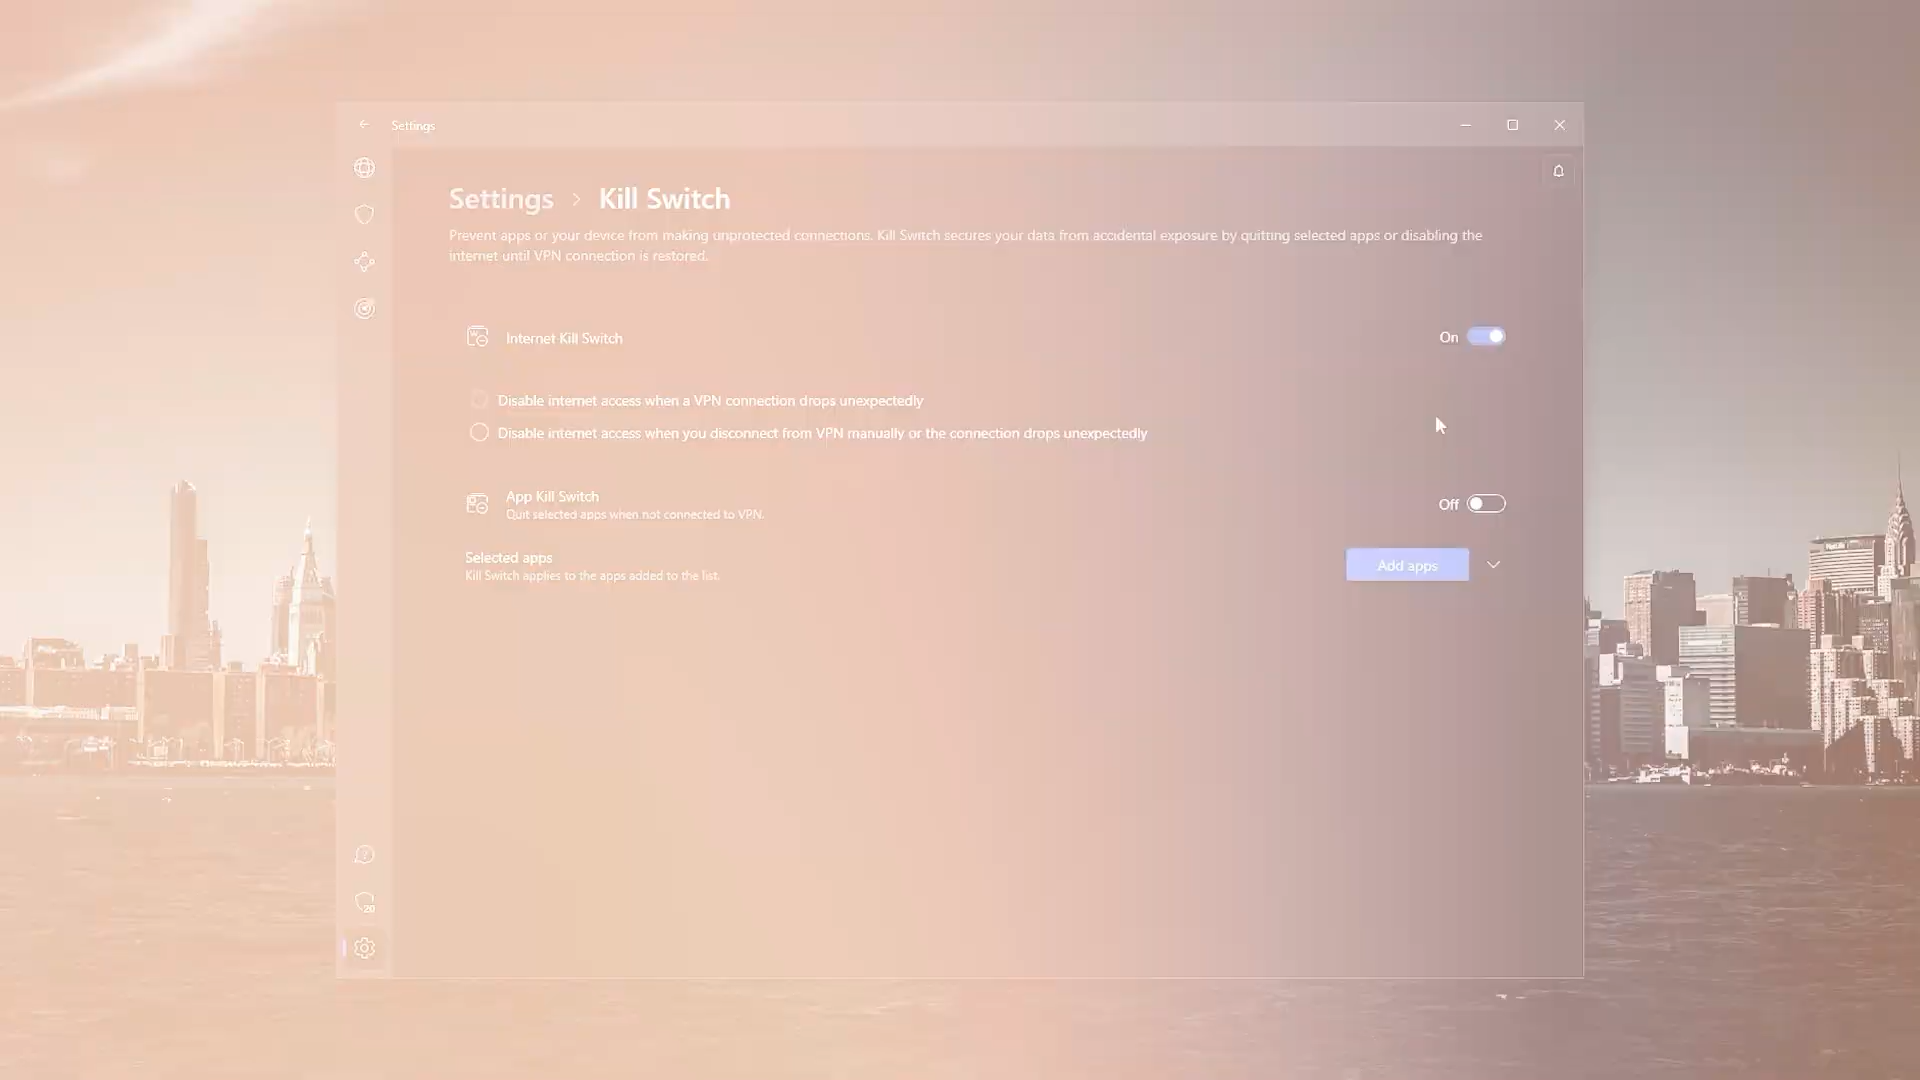 Settings
Settings > Kill Switch
Prevent apps or your device from making unprotected connections. Kill Switch secures your data from accidental exposure by quitting selected apps or disabling the
internet until VPN connection is restored.
Internet Kill Switch
On
Disable internet access when a VPN connection drops unexpectedly
Disable internet access when you disconnect from VPN manually or the connection drops unexpectedly
App Kill Switch
Off
Quit selected apps when not connected to VPN.
Selected apps
Add apps
Kill Switch applies to the apps added to the list.
20